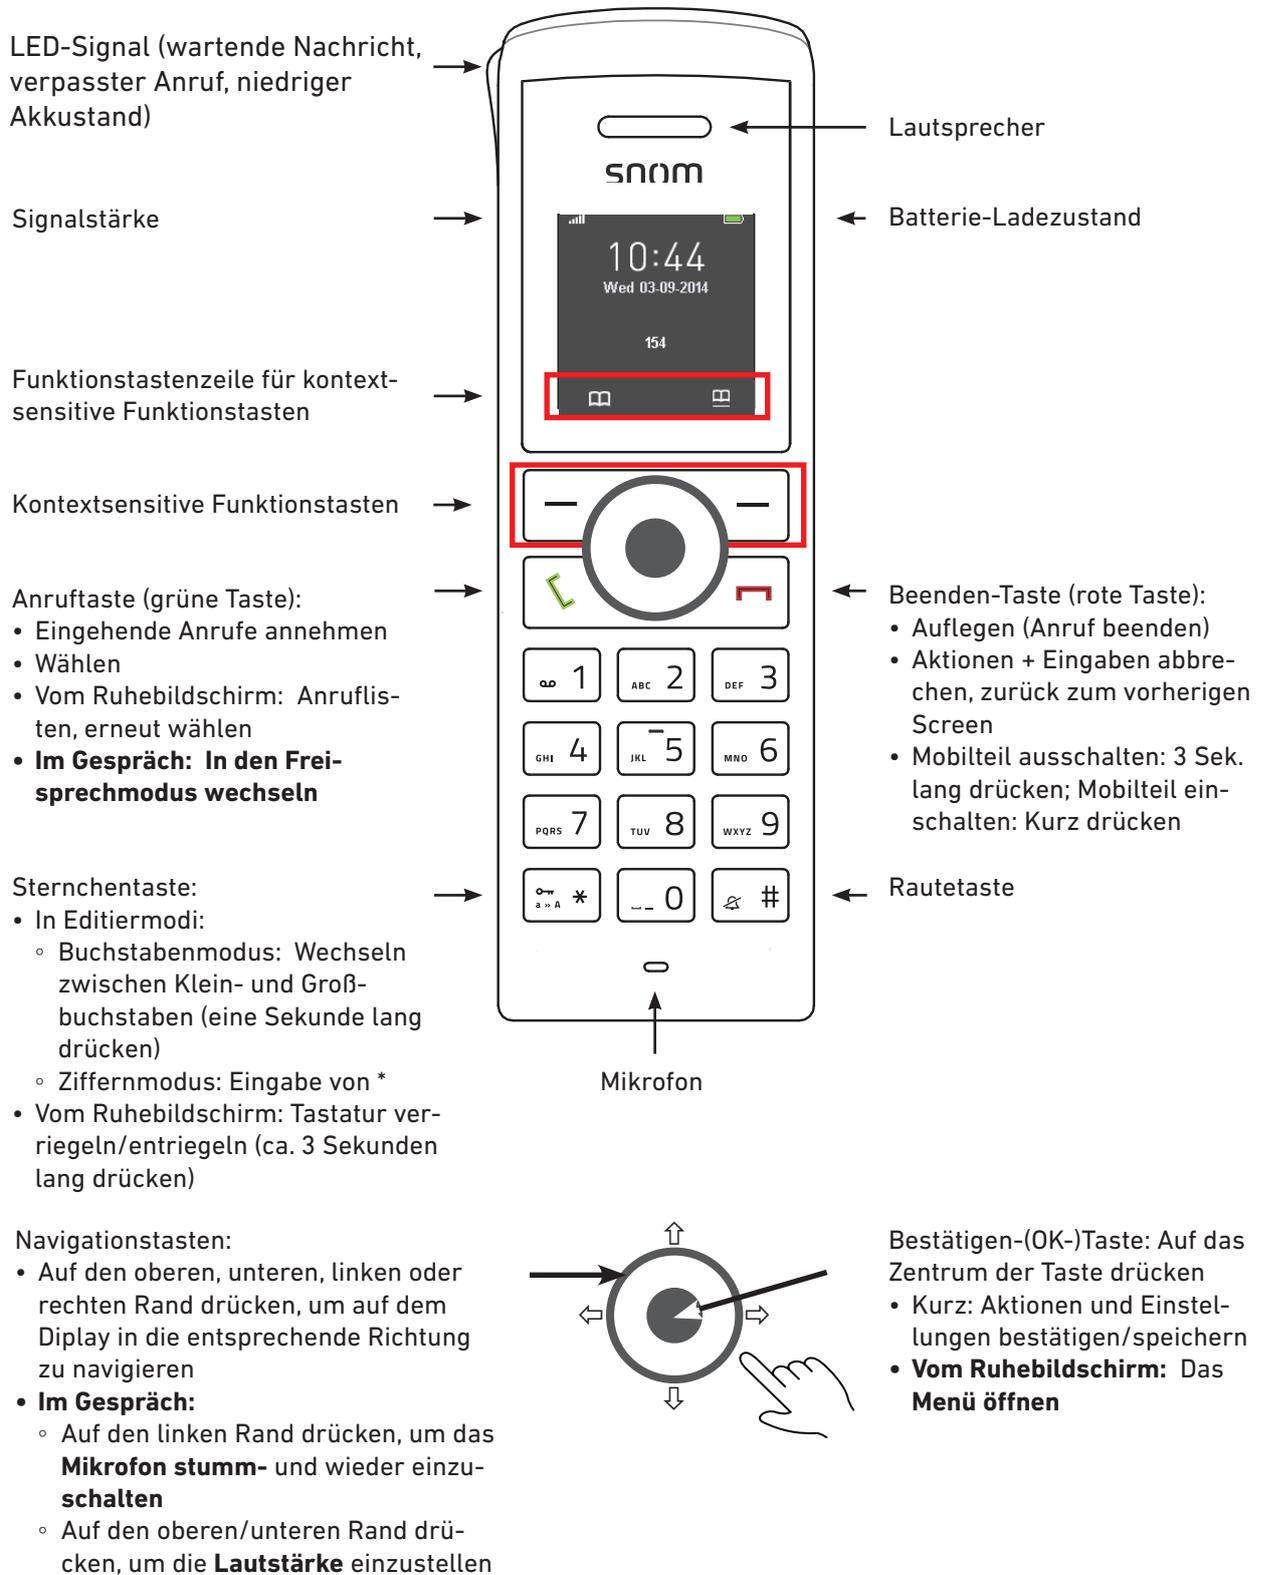 LED-Signal (wartende Nachricht,
verpasster Anruf, niedriger
Akkustand)
Lautsprecher
snom
Signalstärke
Batterie-Ladezustand
10:44
Wed 03-09-2014
154
Funktionstastenzeile für kontext-
sensitive Funktionstasten
Kontextsensitive Funktionstasten
Anruftaste (grüne Taste):
• Eingehende Anrufe annehmen
• Wählen
• Vom Ruhebildschirm:  Anruflis-
ten, erneut wählen
• Im Gespräch:  In den Frei-
sprechmodus wechseln
Beenden-Taste (rote Taste):
• Auflegen (Anruf beenden)
• Aktionen + Eingaben abbre-
chen, zurück zum vorherigen
Screen
• Mobilteil ausschalten: 3 Sek.
lang drücken; Mobilteil ein-
schalten: Kurz drücken
1
ABC 2
DEF 3
GHI 4
JKL 5
MNO 6
PQRS 7
TUV 8
WXYZ 9
a » A *
0
#
Sternchentaste:
• In Editiermodi:
◦ Buchstabenmodus:  Wechseln
zwischen Klein- und Groß-
buchstaben (eine Sekunde lang
drücken)
◦ Ziffernmodus: Eingabe von *
• Vom Ruhebildschirm: Tastatur ver-
riegeln/entriegeln (ca. 3 Sekunden
lang drücken)
Rautetaste
Mikrofon
Navigationstasten:
• Auf den oberen, unteren, linken oder
rechten Rand drücken, um auf dem
Diplay in die entsprechende Richtung
zu navigieren
• Im Gespräch:
◦ Auf den linken Rand drücken, um das
Mikrofon stumm- und wieder einzu-
schalten
◦ Auf den oberen/unteren Rand drü-
cken, um die Lautstärke einzustellen
Bestätigen-(OK-)Taste: Auf das
Zentrum der Taste drücken
• Kurz: Aktionen und Einstel-
lungen bestätigen/speichern
• Vom Ruhebildschirm:  Das
Menü öffnen